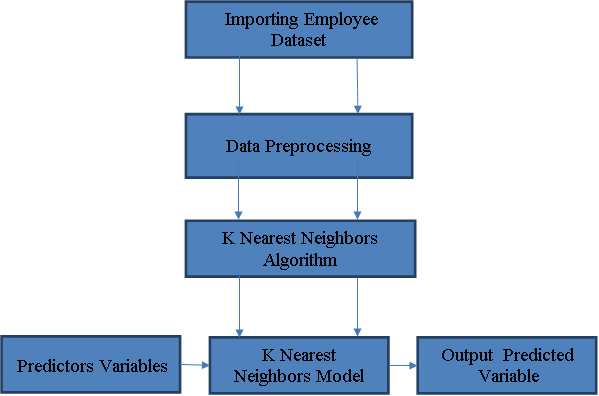 Importing Employee
Dataset
Data Preprocessing
K Nearest Neighbors
Algorithm
Predictors Variables
K Nearest
Neighbors Model
Output Predicted
Variable